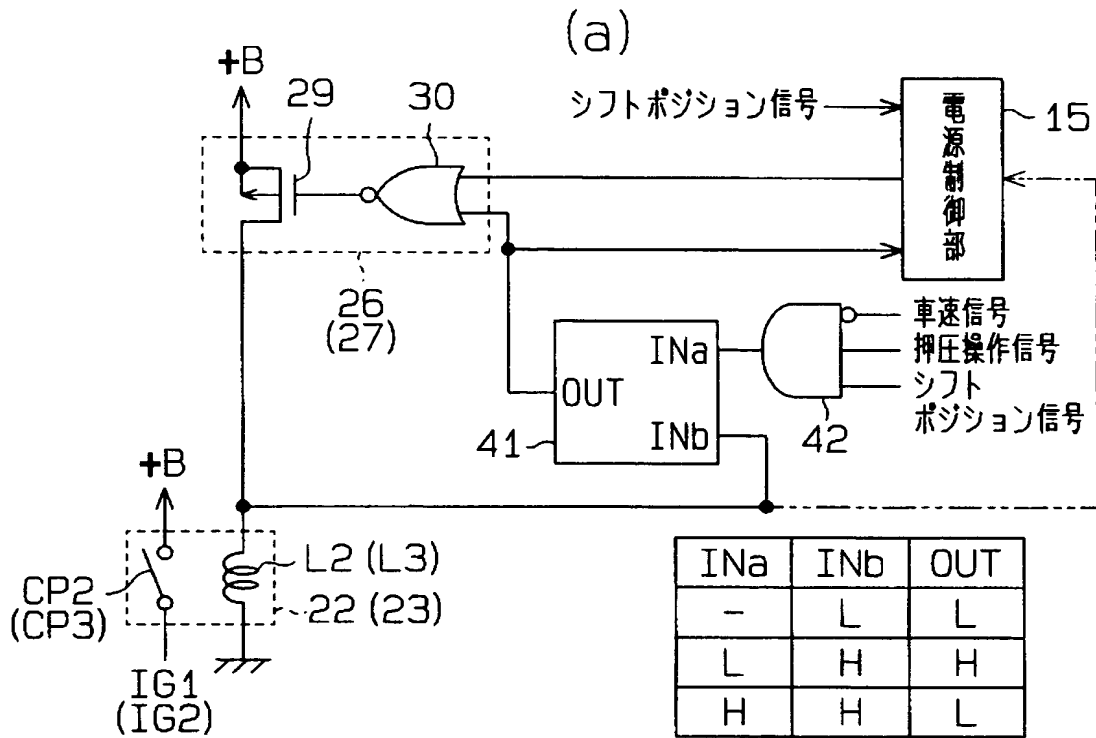 (a)
+B
29
30
シフトポジション信号
電源制御部
15
26
(27)
車速信号
押圧操作信号
シフト
ポジション信号
INa
OUT
INb
41
42
+B
CP2
(CP3)
L2 (L3)
22 (23)
IG1
(IG2)
INa INb OUT
- L L
L H H
H H L